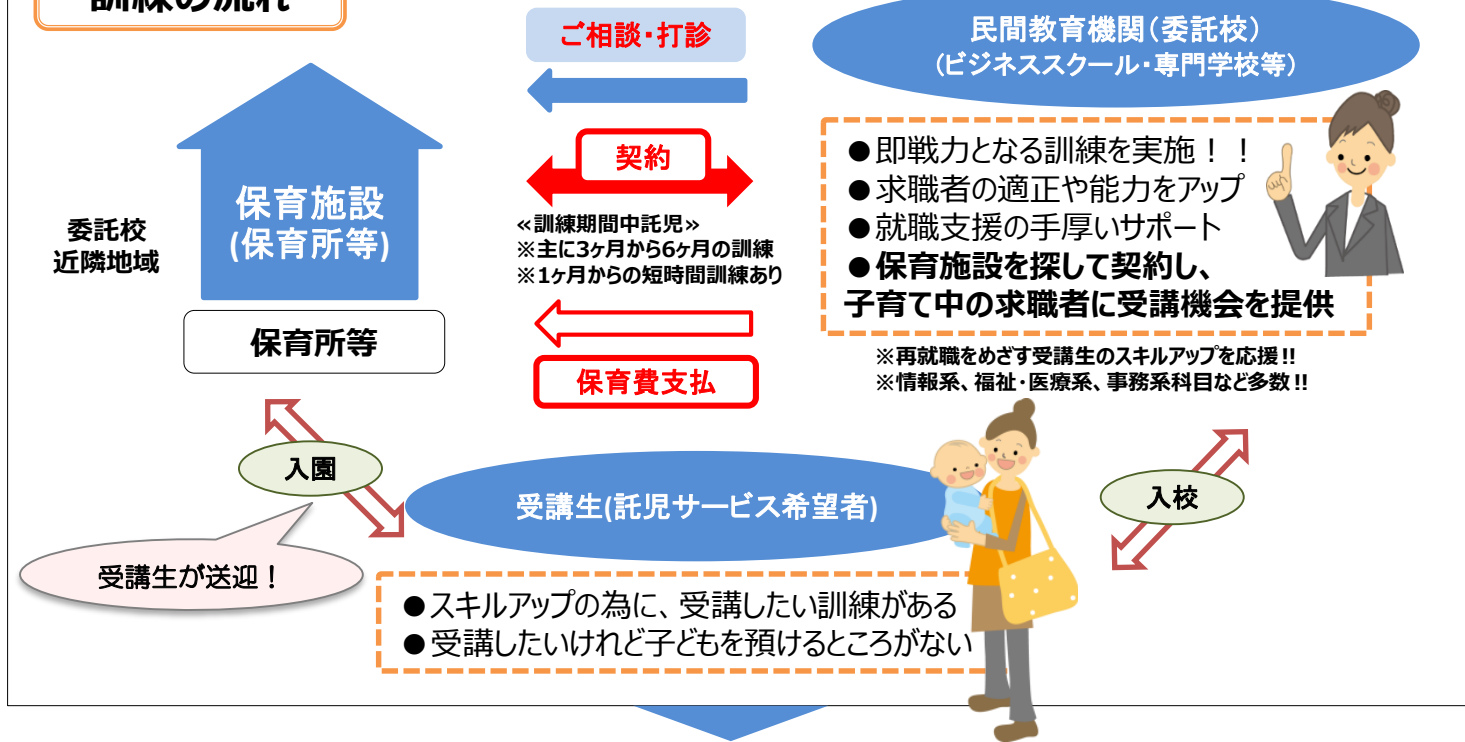 訓練の流れ
ご相談・打診
民間教育機関(委託校)
(ビジネススクール・専門学校等)
契約
保育施設
(保育所等)
委託校
近隣地域
≪訓練期間中託児≫
※主に3ヶ月から6ヶ月の訓練
※1ヶ月からの短時間訓練あり
●即戦力となる訓練を実施！！
●求職者の適正や能力をアップ
●就職支援の手厚いサポート
●保育施設を探して契約し、
子育て中の求職者に受講機会を提供
保育所等
保育費支払
※再就職をめざす受講生のスキルアップを応援!!
※情報系、福祉・医療系、事務系科目など多数!!
入園
受講生(託児サービス希望者)
入校
受講生が送迎！
●スキルアップの為に、受講したい訓練がある
●受講したいけれど子どもを預けるところがない